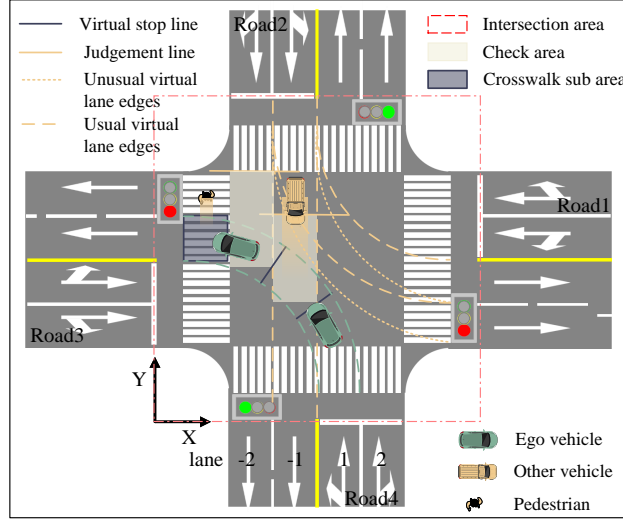 Virtual stop line
Judgement line
Unusual virtual
lane edges
Usual virtual
lane edges
Road2
Intersection area
Check area
Crosswalk sub area
Road1
Road3
Y
X
lane
-2
-1
1
2
Road4
Ego vehicle
Other vehicle
Pedestrian